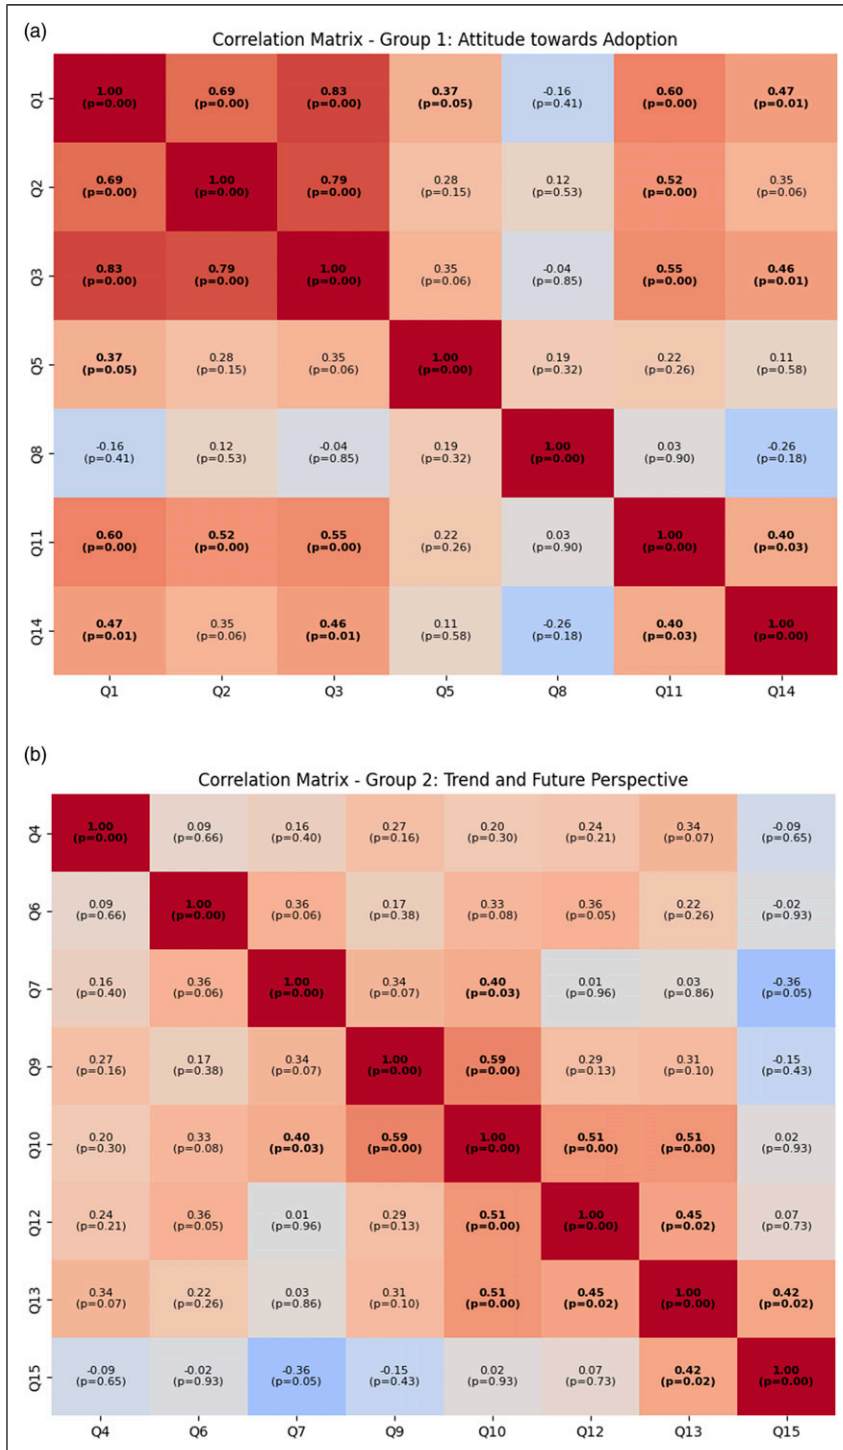 (a)
Correlation Matrix - Group 1: Attitude towards Adoption
Q1
1.00 0.69 0.83 0.37 -0.16 0.60 0.47
(p=0.00) (p=0.00) (p=0.00) (p=0.05) (p=0.41) (p=0.00) (p=0.01)
Q2
0.69 1.00 0.79 0.28 0.12 0.52 0.35
(p=0.00) (p=0.00) (p=0.00) (p=0.15) (p=0.53) (p=0.00) (p=0.06)
Q3
0.83 0.79 1.00 0.35 -0.04 0.55 0.46
(p=0.00) (p=0.00) (p=0.00) (p=0.06) (p=0.85) (p=0.00) (p=0.01)
Q5
0.37 0.28 0.35 1.00 0.19 0.22 0.11
(p=0.05) (p=0.15) (p=0.06) (p=0.00) (p=0.32) (p=0.26) (p=0.58)
Q8
-0.16 0.12 -0.04 0.19 1.00 0.03 -0.26
(p=0.41) (p=0.53) (p=0.85) (p=0.32) (p=0.00) (p=0.90) (p=0.18)
Q11
0.60 0.52 0.55 0.22 0.03 1.00 0.40
(p=0.00) (p=0.00) (p=0.00) (p=0.26) (p=0.90) (p=0.00) (p=0.03)
Q14
0.47 0.35 0.46 0.11 -0.26 0.40 1.00
(p=0.01) (p=0.06) (p=0.01) (p=0.58) (p=0.18) (p=0.03) (p=0.00)
Q1 Q2 Q3 Q5 Q8 Q11 Q14
(b)
Correlation Matrix - Group 2: Trend and Future Perspective
Q4
1.00 0.09 0.16 0.27 0.20 0.24 0.34 -0.09
(p=0.00) (p=0.66) (p=0.40) (p=0.16) (p=0.30) (p=0.21) (p=0.07) (p=0.65)
Q6
0.09 1.00 0.36 0.17 0.33 0.36 0.22 -0.02
(p=0.66) (p=0.00) (p=0.06) (p=0.38) (p=0.08) (p=0.05) (p=0.26) (p=0.93)
Q7
0.16 0.36 1.00 0.34 0.40 0.01 0.03 -0.36
(p=0.40) (p=0.06) (p=0.00) (p=0.07) (p=0.03) (p=0.96) (p=0.86) (p=0.05)
Q9
0.27 0.17 0.34 1.00 0.59 0.29 0.31 -0.15
(p=0.16) (p=0.38) (p=0.07) (p=0.00) (p=0.00) (p=0.13) (p=0.10) (p=0.43)
Q10
0.20 0.33 0.40 0.59 1.00 0.51 0.51 0.02
(p=0.30) (p=0.08) (p=0.03) (p=0.00) (p=0.00) (p=0.00) (p=0.00) (p=0.93)
Q12
0.24 0.36 0.01 0.29 0.51 1.00 0.45 0.07
(p=0.21) (p=0.05) (p=0.96) (p=0.13) (p=0.00) (p=0.00) (p=0.02) (p=0.73)
Q13
0.34 0.22 0.03 0.31 0.51 0.45 1.00 0.42
(p=0.07) (p=0.26) (p=0.86) (p=0.10) (p=0.00) (p=0.02) (p=0.00) (p=0.02)
Q15
-0.09 -0.02 -0.36 -0.15 0.02 0.07 0.42 1.00
(p=0.65) (p=0.93) (p=0.05) (p=0.43) (p=0.93) (p=0.73) (p=0.02) (p=0.00)
Q4 Q6 Q7 Q9 Q10 Q12 Q13 Q15